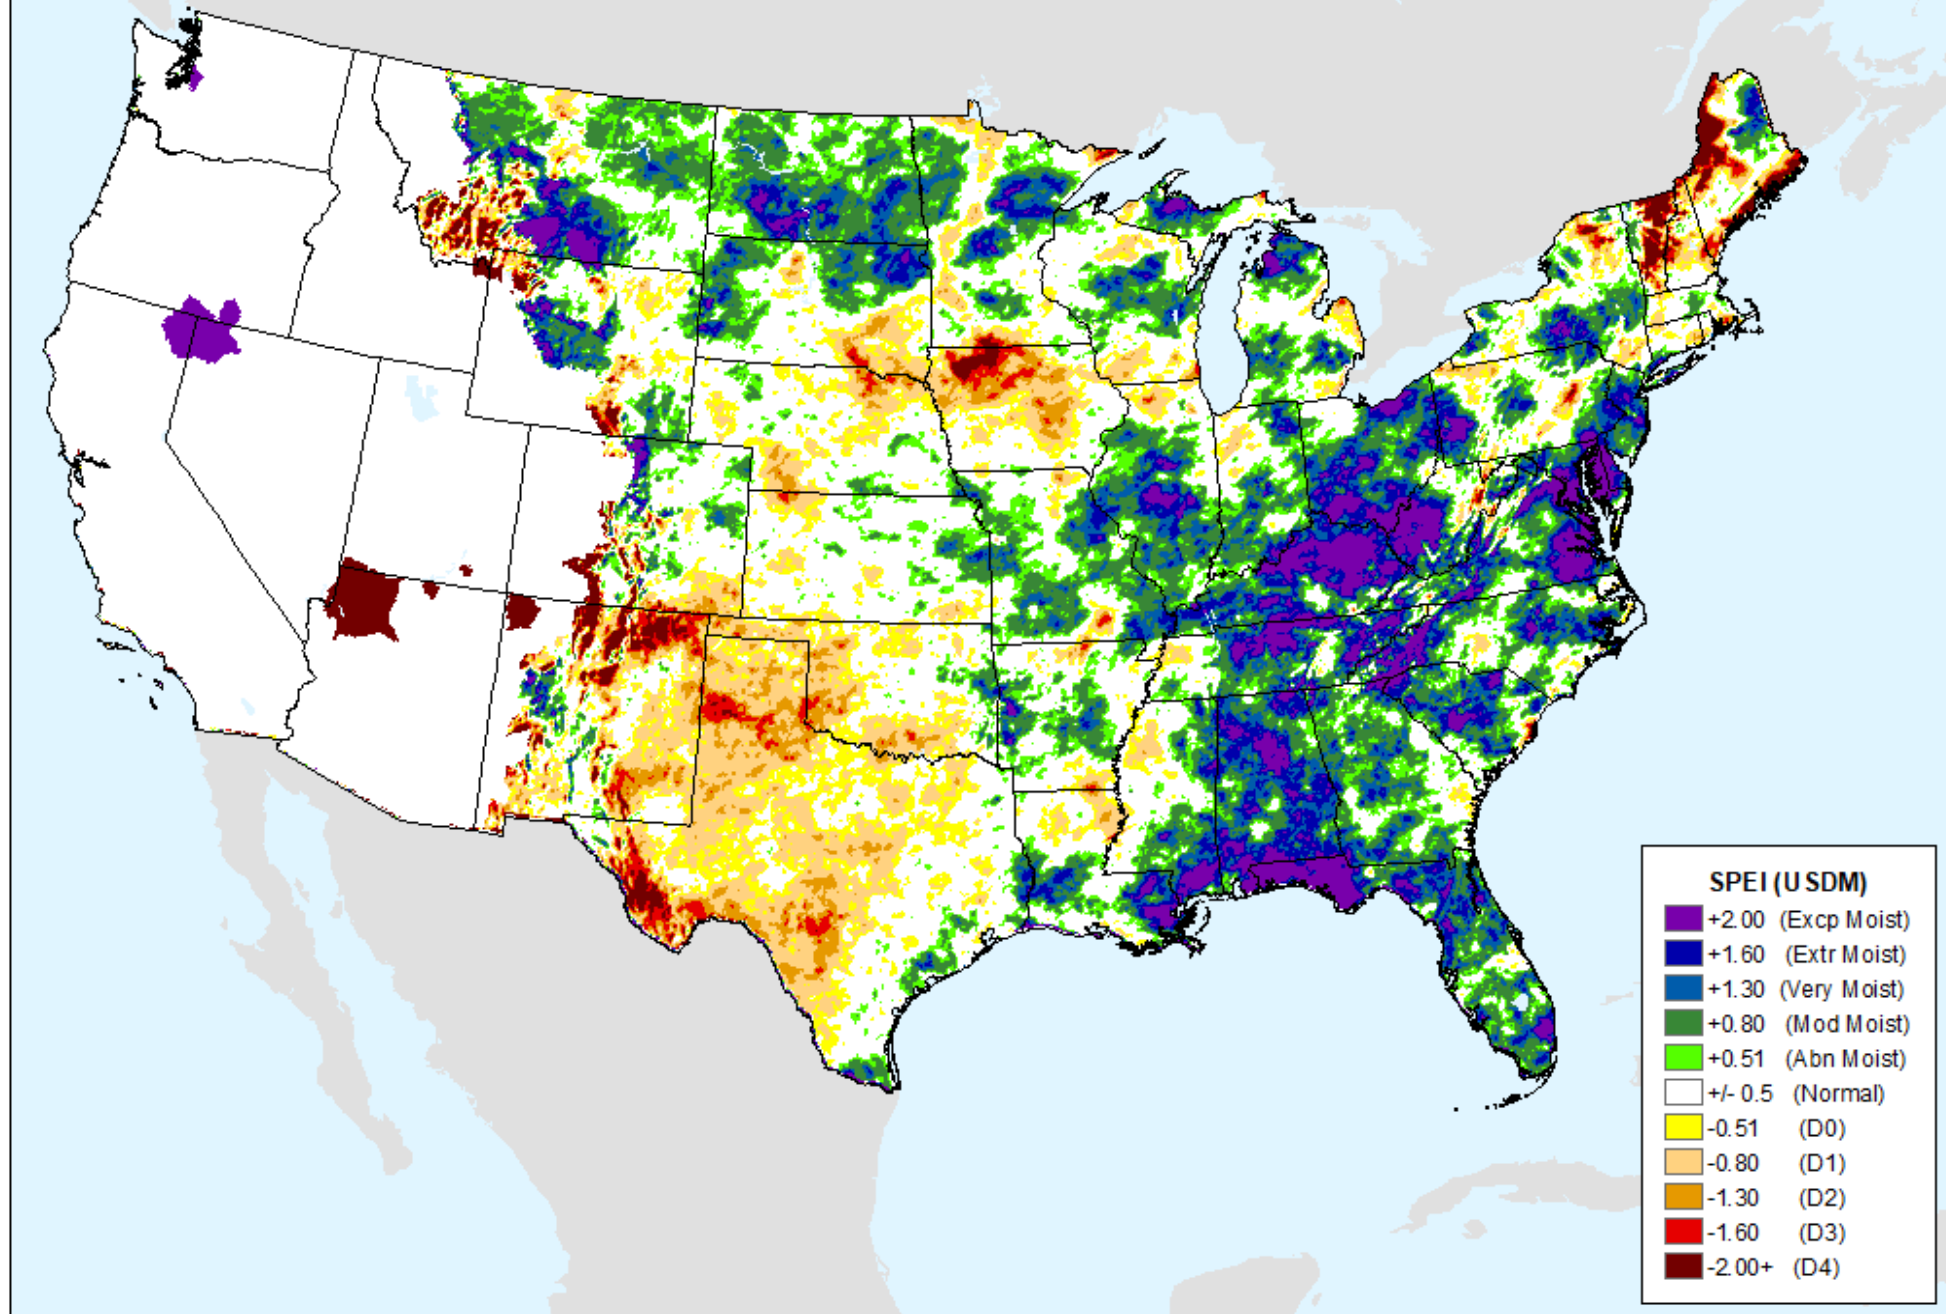 SPEI (USDM)
+2.00 (Excp Moist)
+1.60 (Extr Moist)
+1.30 (Very Moist)
+0.80 (Mod Moist)
+0.51 (Abn Moist)
+/- 0.5 (Normal)
-0.51 (D0)
-0.80 (D1)
-1.30 (D2)
-1.60 (D3)
-2.00+ (D4)